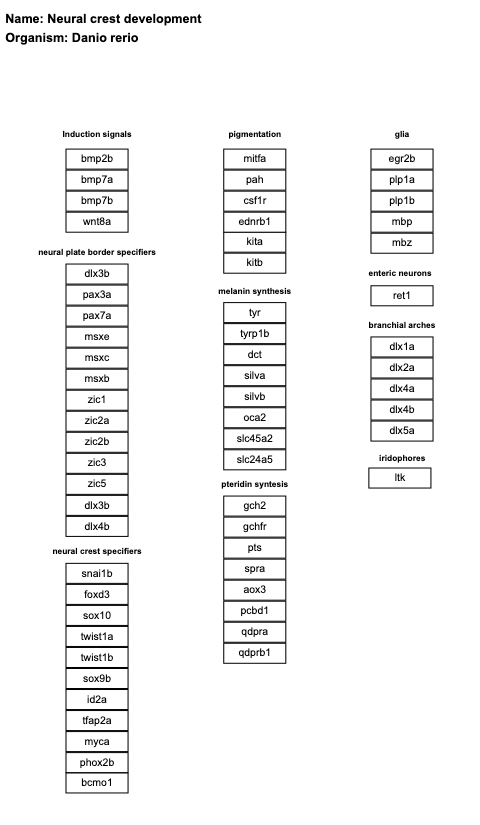 Name: Neural crest development
Organism: Danio rerio
Induction signals
bmp2b
bmp7a
bmp7b
wnt8a
neural plate border specifiers
dlx3b
pax3a
pax7a
msxe
msxc
msxb
zic1
zic2a
zic2b
zic3
zic5
dlx3b
dlx4b
neural crest specifiers
snai1b
foxd3
sox10
twist1a
twist1b
sox9b
id2a
tfap2a
myca
phox2b
bcmo1
pigmentation
mitfa
pah
csf1r
ednrb1
kita
kitb
melanin synthesis
tyr
tyrp1b
dct
silva
silvb
oca2
slc45a2
slc24a5
pteridin syntesis
gch2
gchfr
pts
spra
aox3
pcbd1
qdpra
qdprb1
glia
egr2b
plp1a
plp1b
mbp
mbz
enteric neurons
ret1
branchial arches
dlx1a
dlx2a
dlx4a
dlx4b
dlx5a
iridophores
ltk